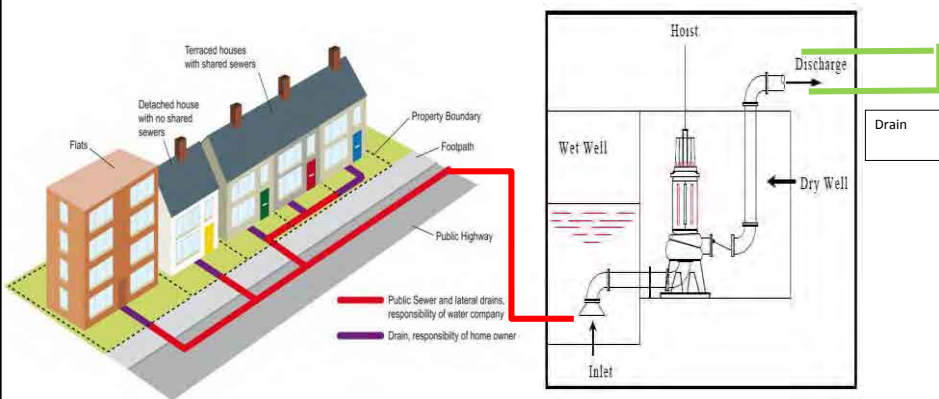 Terraced houses
with shared sewers
Detached house
with no shared
sewers
Flats
Property Boundary
Footpath
Public Highway
Public Sewer and lateral drains,
responsibility of water company
Drain, responsibiity of home owner
Hoist
Discharge
Drain
Wet Well
Dry Well
Inlet